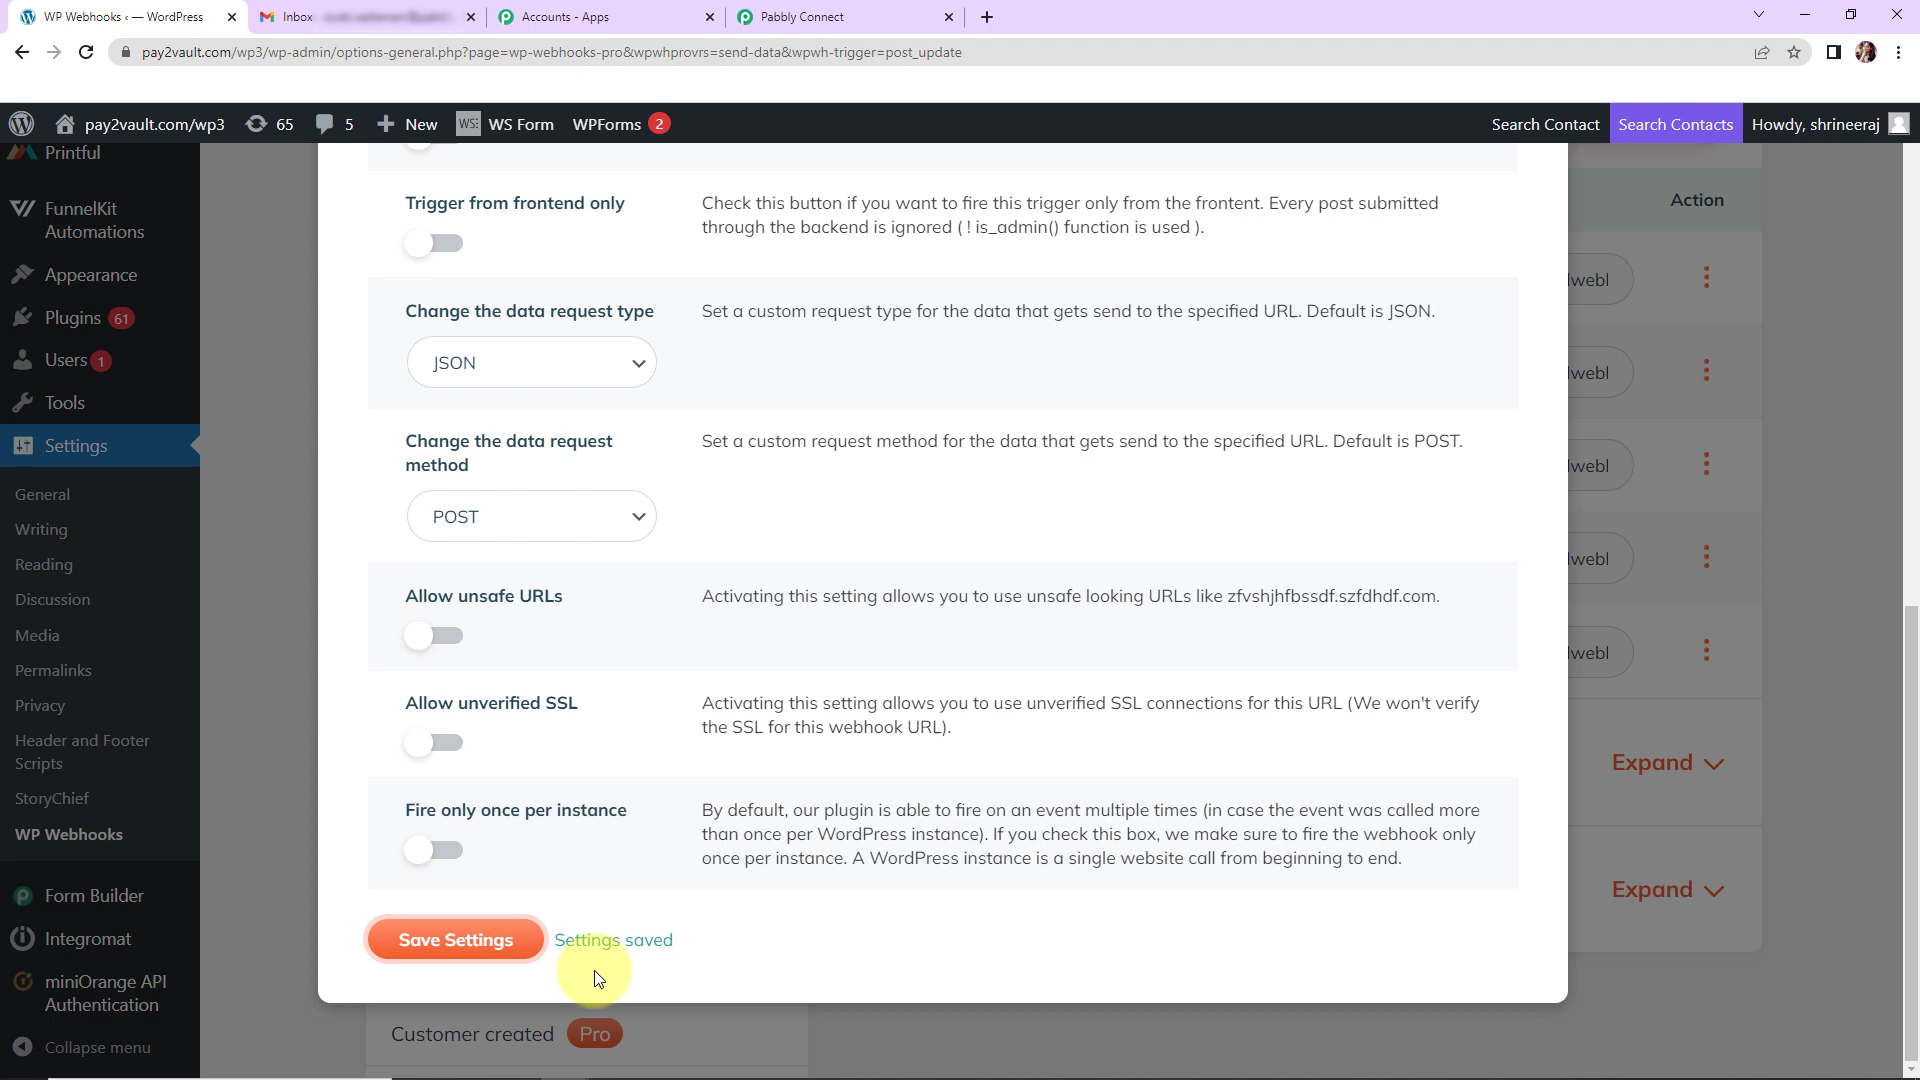 WP Webhooks ‹ — WordPress
Inbox
Accounts - Apps
Pabbly Connect
pay2vault.com/wp3/wp-admin/options-general.php?page=wp-webhooks-pro&wpwhprovrs=send-data&wpwh-trigger=post_update
pay2vault.com/wp3
65
5
New
WS Form
WPForms 2
Search Contact
Search Contacts
Howdy, shrineeraj
Printful
FunnelKit
Automations
Appearance
Plugins 61
Users 1
Tools
Settings
General
Writing
Reading
Discussion
Media
Permalinks
Privacy
Header and Footer
Scripts
StoryChief
WP Webhooks
Form Builder
Integromat
miniOrange API
Authentication
Collapse menu
Trigger from frontend only
Check this button if you want to fire this trigger only from the frontent. Every post submitted
through the backend is ignored ( ! is_admin() function is used ).
Change the data request type
Set a custom request type for the data that gets send to the specified URL. Default is JSON.
JSON
Change the data request
method
Set a custom request method for the data that gets send to the specified URL. Default is POST.
POST
Allow unsafe URLs
Activating this setting allows you to use unsafe looking URLs like zfvshjhfbssdf.szfdhdf.com.
Allow unverified SSL
Activating this setting allows you to use unverified SSL connections for this URL (We won't verify
the SSL for this webhook URL).
Fire only once per instance
By default, our plugin is able to fire on an event multiple times (in case the event was called more
than once per WordPress instance). If you check this box, we make sure to fire the webhook only
once per instance. A WordPress instance is a single website call from beginning to end.
Save Settings
Settings saved
Customer created Pro
Action
lwebl
lwebl
lwebl
lwebl
lwebl
Expand
Expand